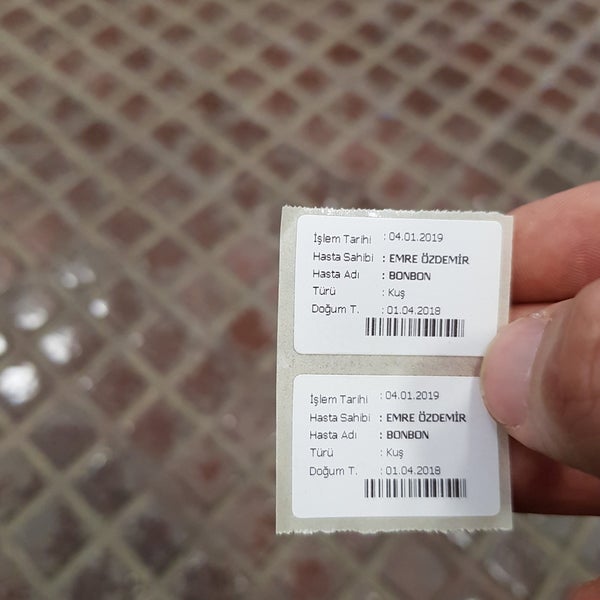 İşlem Tarihi : 04.01.2019
Hasta Sahibi : EMRE ÖZDEMİR
Hasta Adı : BONBON
Türü : Kuş
Doğum T. : 01.04.2018
İşlem Tarihi : 04.01.2019
Hasta Sahibi : EMRE ÖZDEMİR
Hasta Adı : BONBON
Türü : Kuş
Doğum T. : 01.04.2018